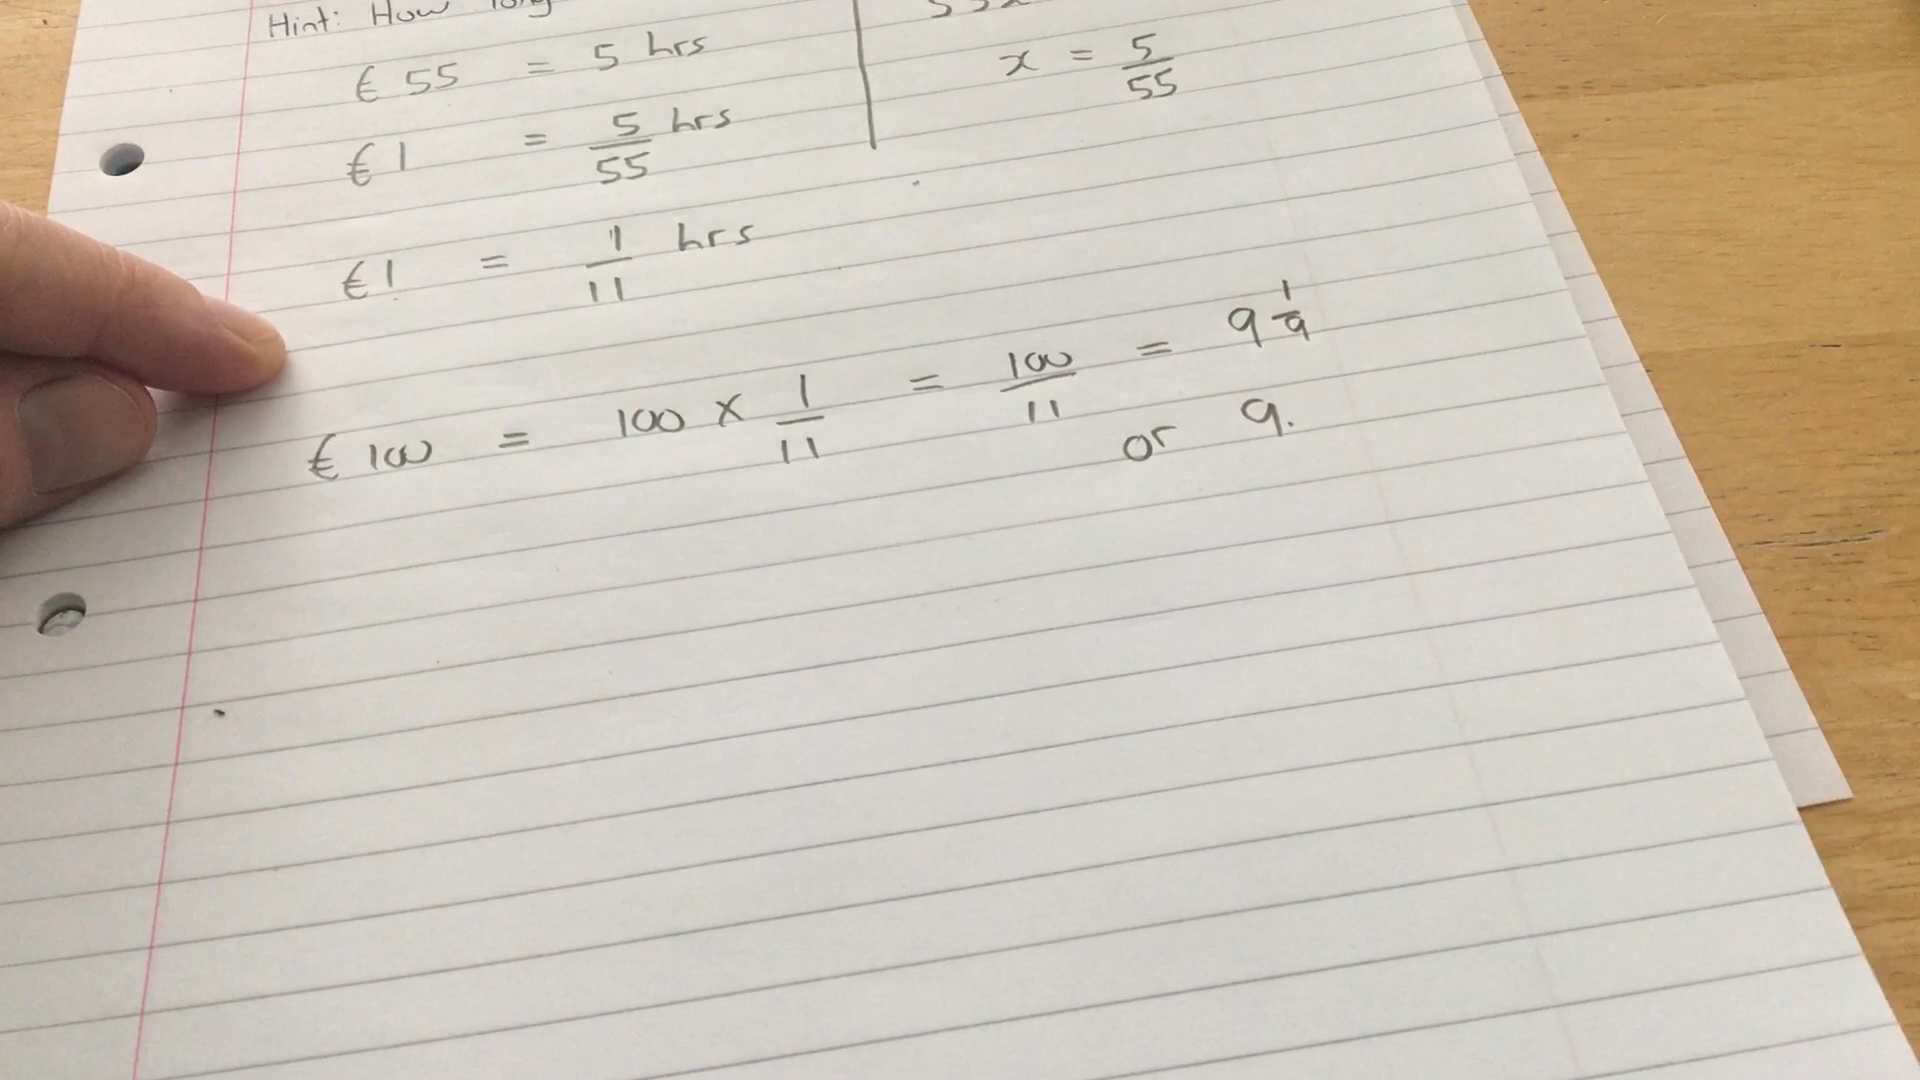 Hint: How long
€ 55 = 5 hrs
€ 1 = 5/55 hrs
€1 = 1/11 hrs
€ 100 = 100 × 1/11 = 100/11 = 9 1/9
or 9.
x = 5/55